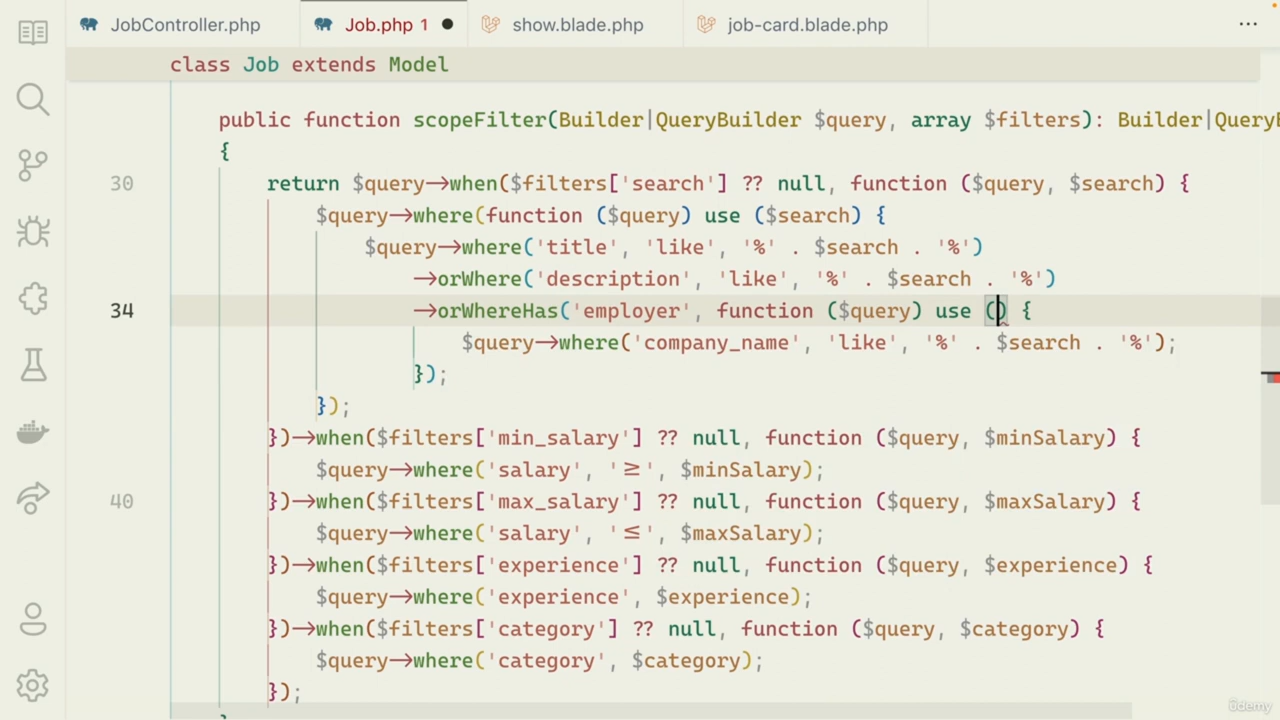 JobController.php Job.php 1 show.blade.php job-card.blade.php ...
class Job extends Model
public function scopeFilter(Builder|QueryBuilder $query, array $filters): Builder|QueryB
{
30 return $query->when($filters['search'] ?? null, function ($query, $search) {
$query->where(function ($query) use ($search) {
$query->where('title', 'like', '%' . $search . '%')
->orWhere('description', 'like', '%' . $search . '%')
34 ->orWhereHas('employer', function ($query) use () {
$query->where('company_name', 'like', '%' . $search . '%');
});
});
})->when($filters['min_salary'] ?? null, function ($query, $minSalary) {
$query->where('salary', '>=', $minSalary);
40 })->when($filters['max_salary'] ?? null, function ($query, $maxSalary) {
$query->where('salary', '<=', $maxSalary);
})->when($filters['experience'] ?? null, function ($query, $experience) {
$query->where('experience', $experience);
})->when($filters['category'] ?? null, function ($query, $category) {
$query->where('category', $category);
});
}
udemy